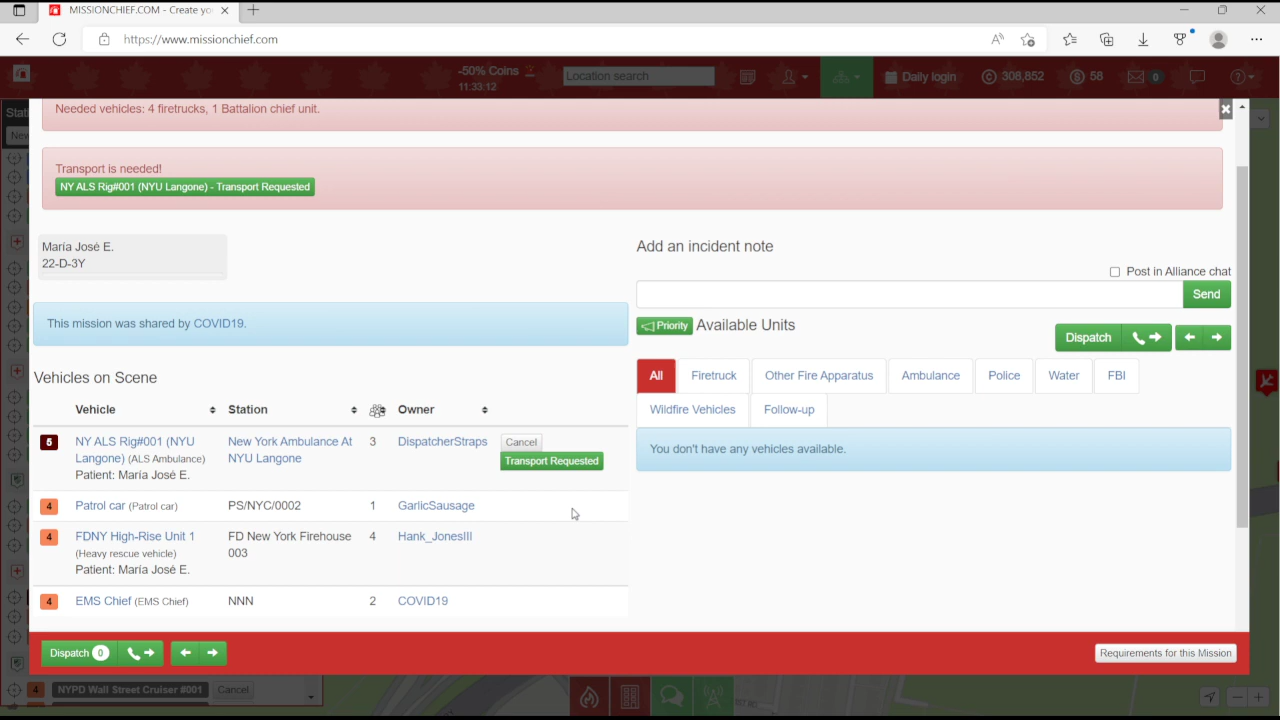 MISSIONCHIEF.COM - Create yo
https://www.missionchief.com
-50% Coins
11:33:12
Location search
Daily login
308,852
58
0
Needed vehicles: 4 firetrucks, 1 Battalion chief unit.
Transport is needed!
NY ALS Rig#001 (NYU Langone) - Transport Requested
María José E.
22-D-3Y
This mission was shared by COVID19.
Vehicles on Scene
Vehicle Station Owner
5 NY ALS Rig#001 (NYU New York Ambulance At 3 DispatcherStraps Cancel
Langone) (ALS Ambulance) NYU Langone Transport Requested
Patient: María José E.
4 Patrol car (Patrol car) PS/NYC/0002 1 GarlicSausage
4 FDNY High-Rise Unit 1 FD New York Firehouse 4 Hank_JonesIII
(Heavy rescue vehicle) 003
Patient: María José E.
4 EMS Chief (EMS Chief) NNN 2 COVID19
Add an incident note
Post in Alliance chat
Send
Priority Available Units
Dispatch
All Firetruck Other Fire Apparatus Ambulance Police Water FBI
Wildfire Vehicles Follow-up
You don't have any vehicles available.
Dispatch 0
Requirements for this Mission
4 NYPD Wall Street Cruiser #001 Cancel